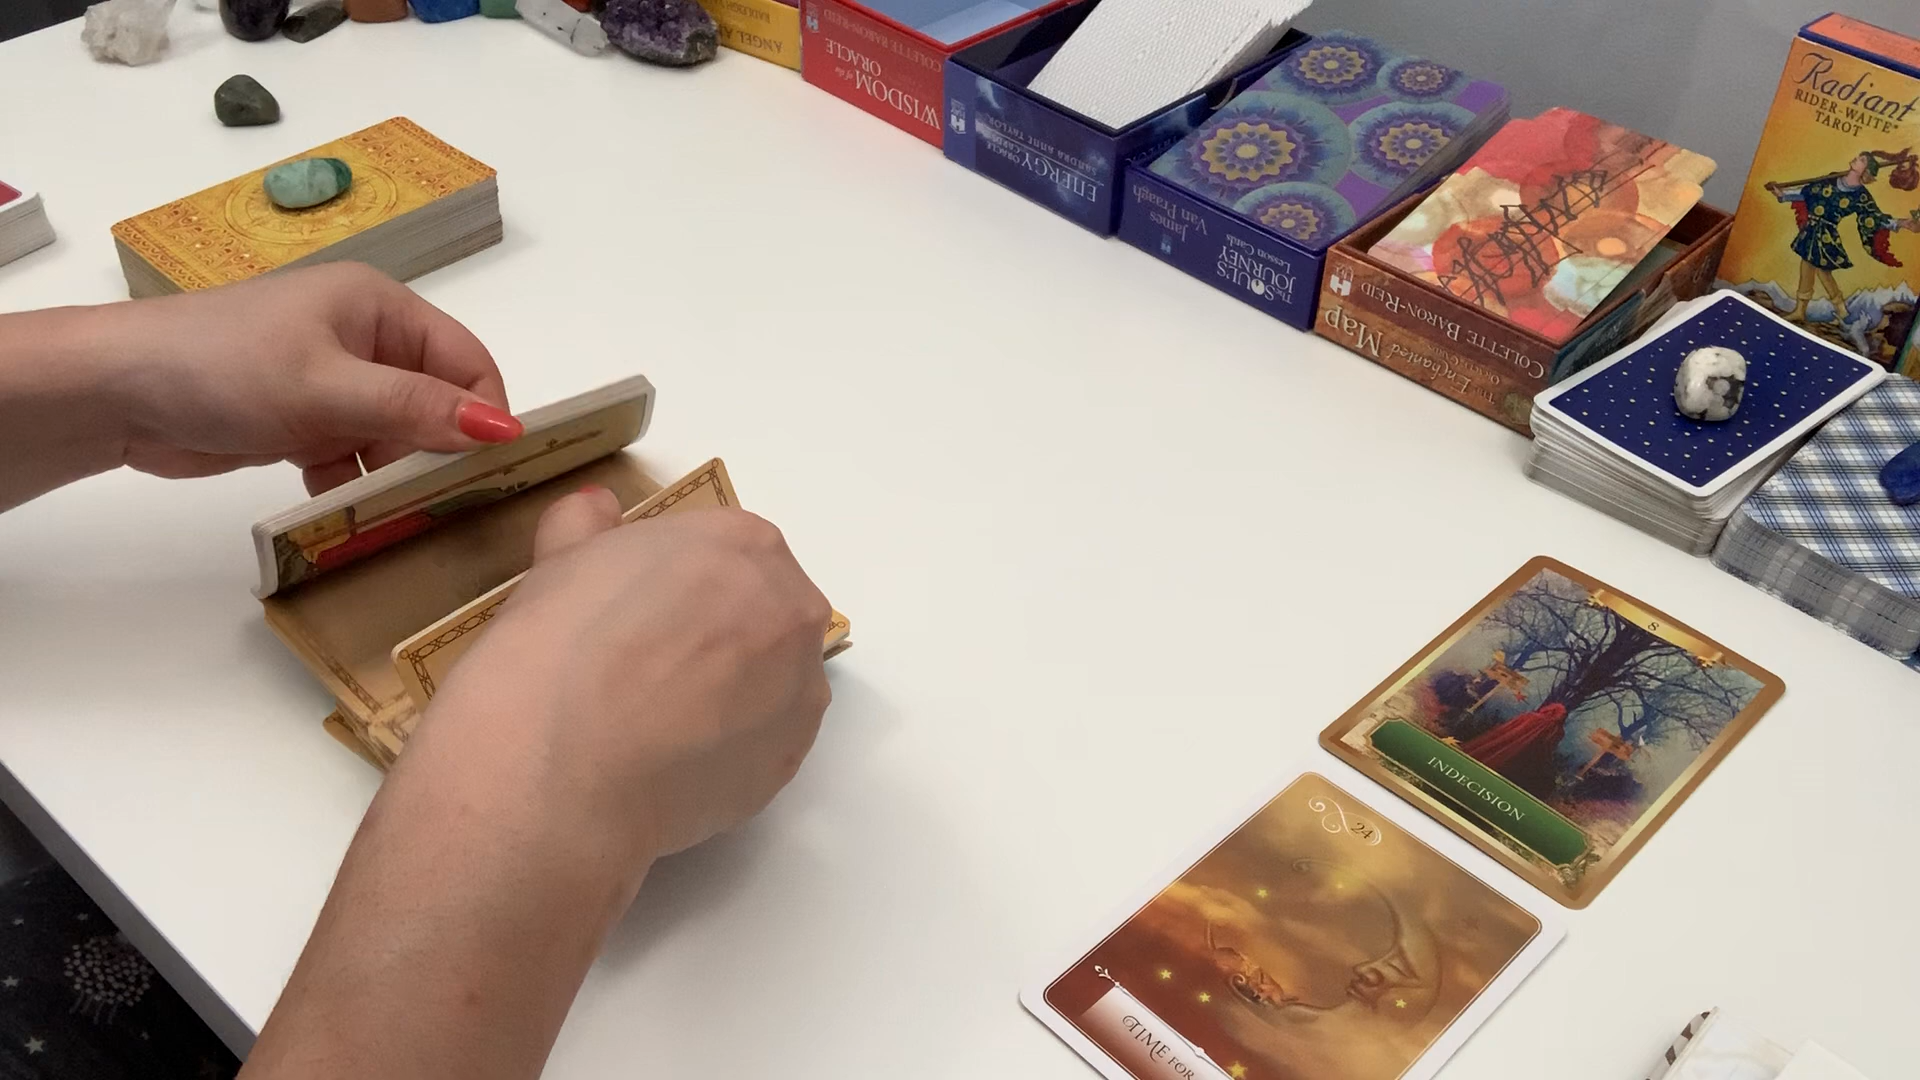 ANGEL A
RADLEIGH
WISDOM
of the
ORACLE
COLETTE BARON-REID
ENERGY
ORACLE
CARDS
SANDRA ANNE TAYLOR
The
SOUL'S
JOURNEY
Lesson Cards
James
Van Praagh
The Enchanted Map
ORACLE CARDS
COLETTE BARON-REID
Radiant
RIDER-WAITE®
TAROT
8
INDECISION
24
TIME FOR